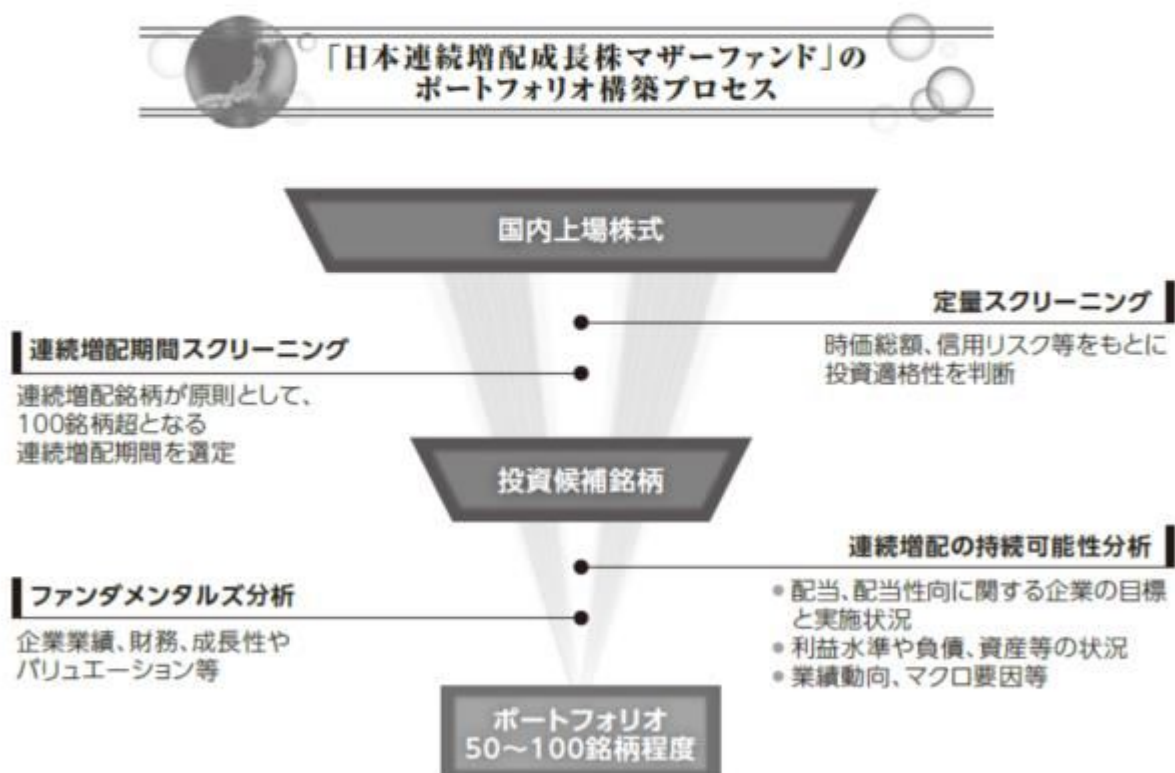 「日本連続増配成長株マザーファンド」の
ポートフォリオ構築プロセス
国内上場株式
定量スクリーニング
時価総額、信用リスク等をもとに
投資適格性を判断
連続増配期間スクリーニング
連続増配銘柄が原則として、
100銘柄超となる
連続増配期間を選定
投資候補銘柄
連続増配の持続可能性分析
•配当、配当性向に関する企業の目標
と実施状況
•利益水準や負債、資産等の状況
•業績動向、マクロ要因等
ファンダメンタルズ分析
企業業績、財務、成長性や
バリュエーション等
ポートフォリオ
50～100銘柄程度